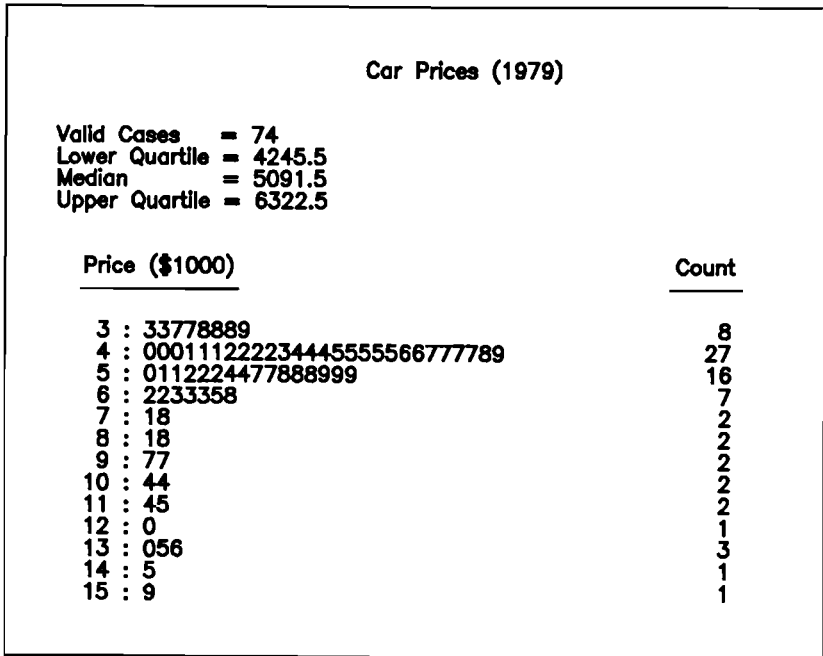 Car Prices (1979)
Valid Cases = 74
Lower Quartile = 4245.5
Median = 5091.5
Upper Quartile = 6322.5
Price ($1000) Count
3 : 33778889 8
4 : 000111222234445555566777789 27
5 : 0112224477888999 16
6 : 2233358 7
7 : 18 2
8 : 18 2
9 : 77 2
10 : 44 2
11 : 45 2
12 : 0 1
13 : 056 3
14 : 5 1
15 : 9 1